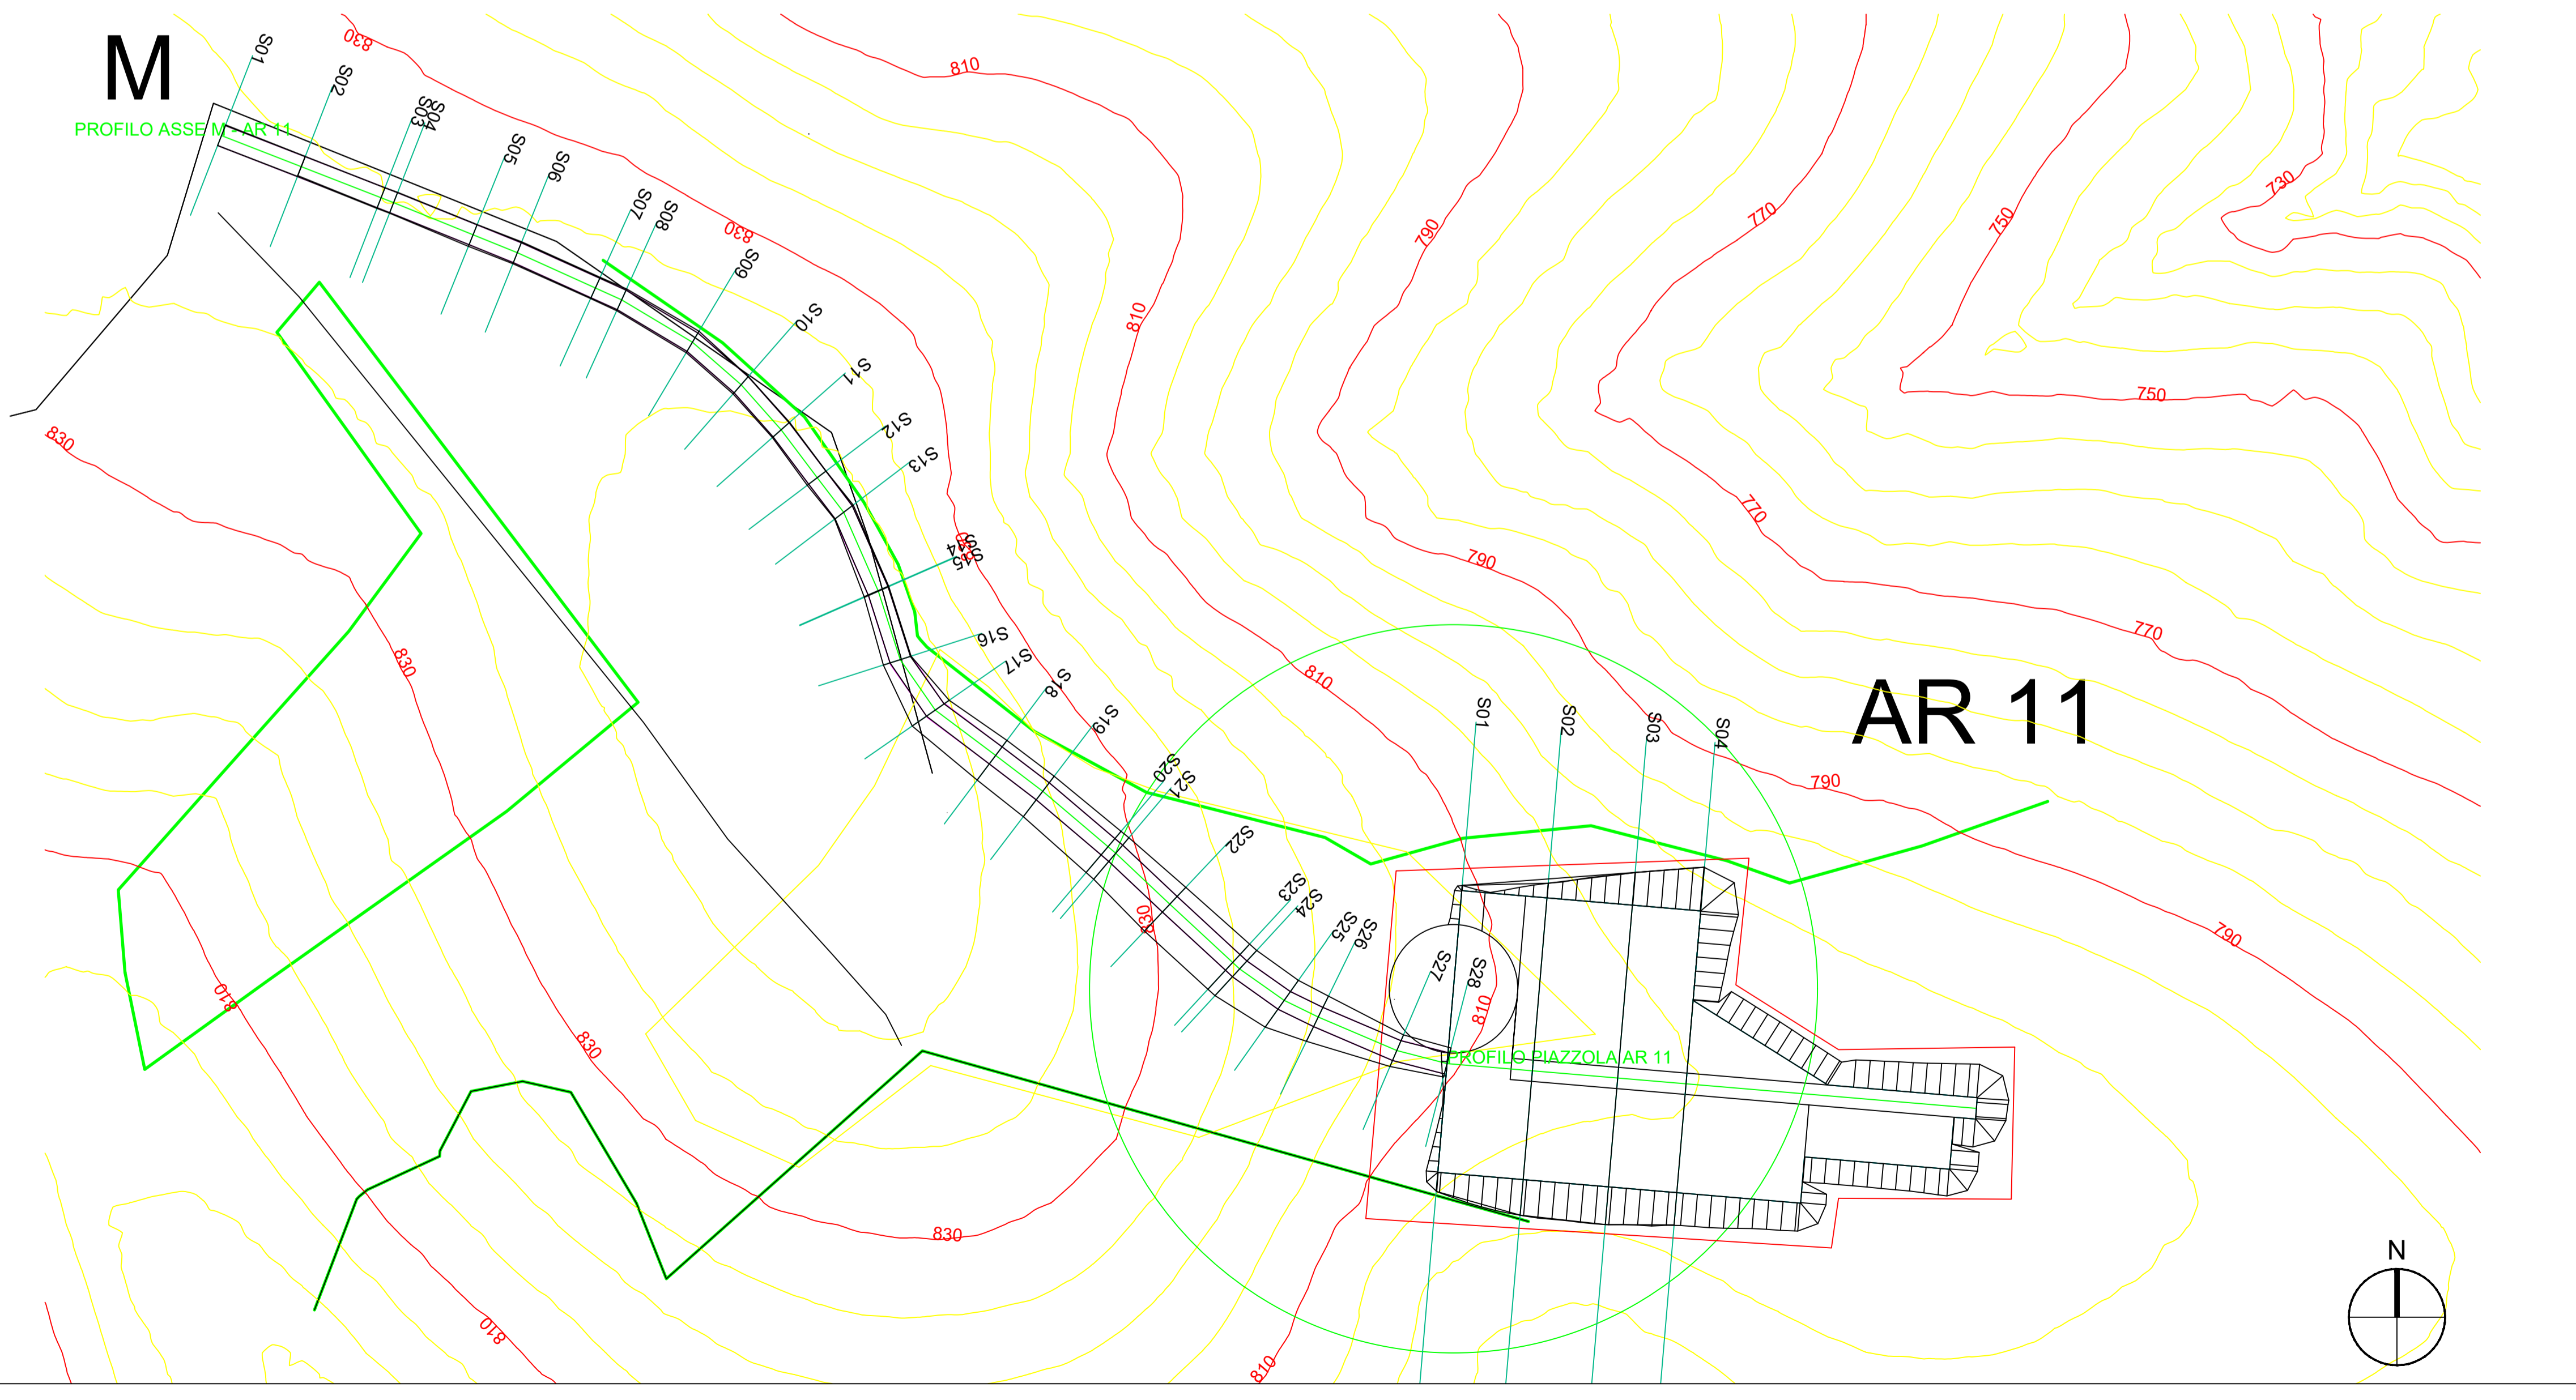 M
PROFILO ASSE M - AR 11
S01
S02
S03
S04
S05
S06
S07
S08
S09
S10
S11
S12
S13
S14
S15
S16
S17
S18
S19
S20
S21
S22
S23
S24
S25
S26
S27
S28
830
830
830
830
830
830
830
830
810
810
810
810
810
810
810
790
790
790
790
770
770
770
750
750
730
AR 11
S01
S02
S03
S04
PROFILO PIAZZOLA AR 11
N